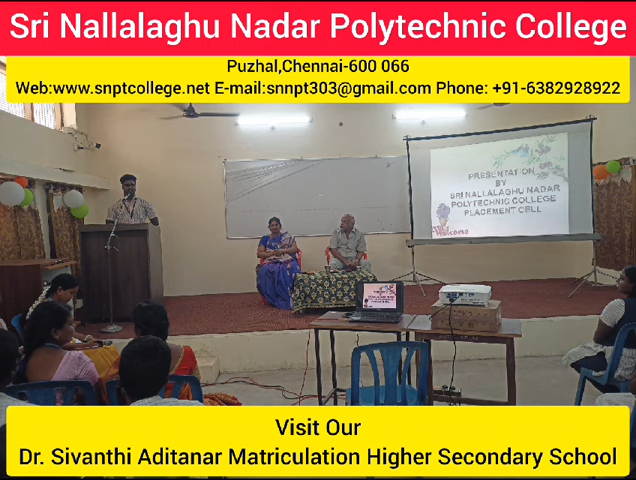 Sri Nallalaghu Nadar Polytechnic College
Puzhal,Chennai-600 066
Web:www.snptcollege.net E-mail:snnpt303@gmail.com Phone: +91-6382928922
PRESENTATION
BY
SRI NALLALAGHU NADAR
POLYTECHNIC COLLEGE
PLACEMENT CELL
Welcome
Visit Our
Dr. Sivanthi Aditanar Matriculation Higher Secondary School